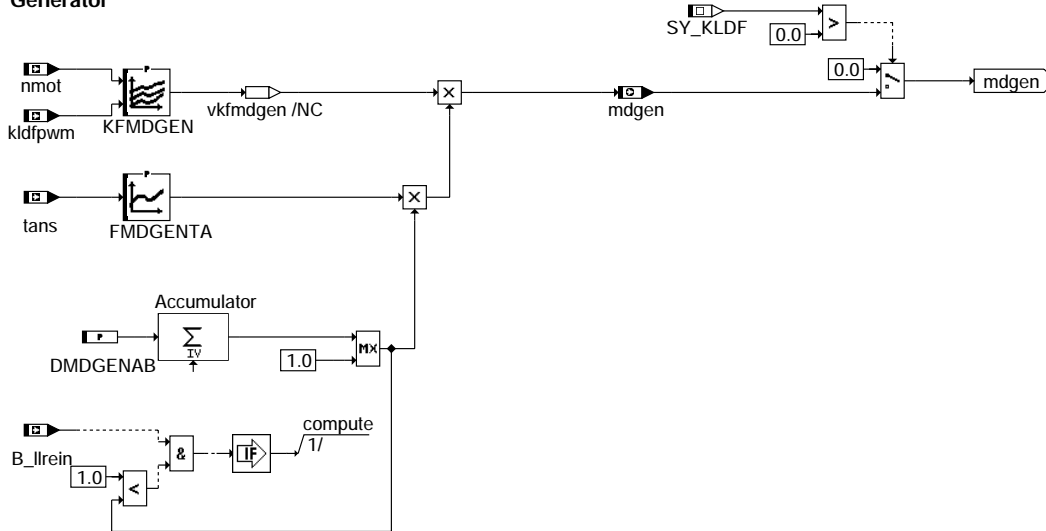 Generator
SY_KLDF
>
0.0
0.0
mdgen
nmot
kldfpwm
P
KFMDGEN
vkfmdgen /NC
X
mdgen
tans
P
FMDGENTA
X
Accumulator
P
DMDGENAB
Σ
IV
1.0
MX
B_llrein
1.0
<
&
IF
compute
1/